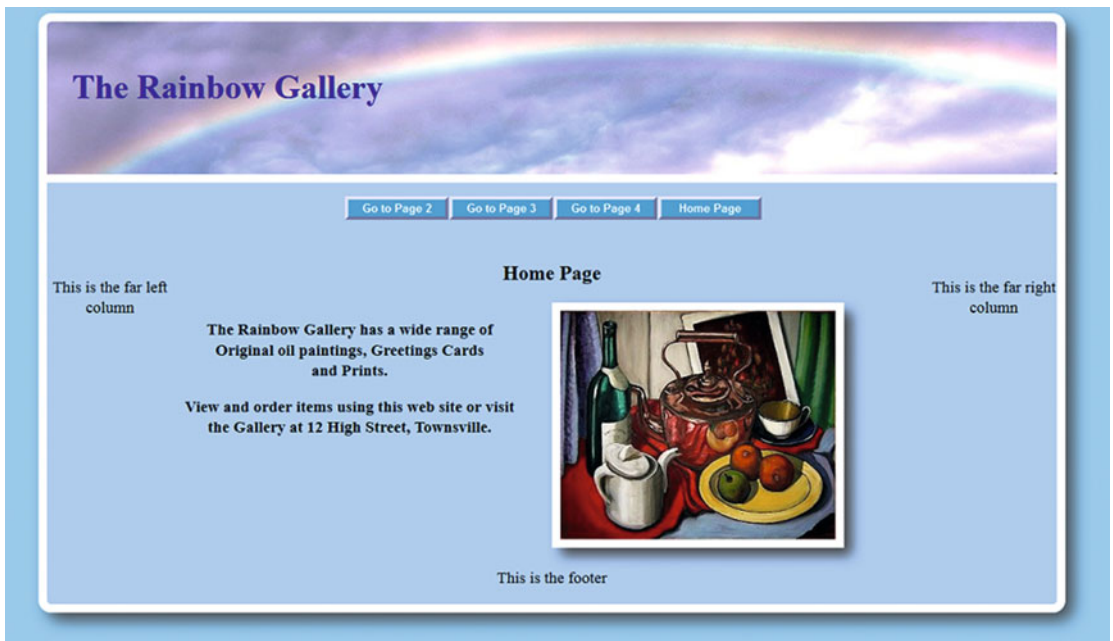 The Rainbow Gallery
Go to Page 2 Go to Page 3 Go to Page 4 Home Page
Home Page
This is the far left
column
The Rainbow Gallery has a wide range of
Original oil paintings, Greetings Cards
and Prints.
View and order items using this web site or visit
the Gallery at 12 High Street, Townsville.
This is the far right
column
This is the footer